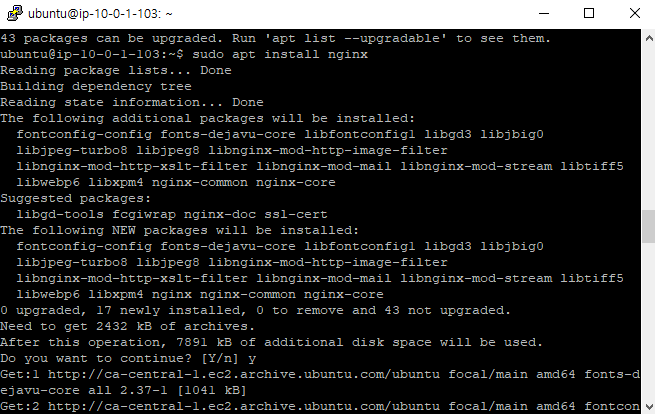 ubuntu@ip-10-0-1-103: ~
43 packages can be upgraded. Run 'apt list --upgradable' to see them.
ubuntu@ip-10-0-1-103:~$ sudo apt install nginx
Reading package lists... Done
Building dependency tree
Reading state information... Done
The following additional packages will be installed:
  fontconfig-config fonts-dejavu-core libfontconfig1 libgd3 libjbig0
  libjpeg-turbo8 libjpeg8 libnginx-mod-http-image-filter
  libnginx-mod-http-xslt-filter libnginx-mod-mail libnginx-mod-stream libtiff5
  libwebp6 libxpm4 nginx-common nginx-core
Suggested packages:
  libgd-tools fcgiwrap nginx-doc ssl-cert
The following NEW packages will be installed:
  fontconfig-config fonts-dejavu-core libfontconfig1 libgd3 libjbig0
  libjpeg-turbo8 libjpeg8 libnginx-mod-http-image-filter
  libnginx-mod-http-xslt-filter libnginx-mod-mail libnginx-mod-stream libtiff5
  libwebp6 libxpm4 nginx nginx-common nginx-core
0 upgraded, 17 newly installed, 0 to remove and 43 not upgraded.
Need to get 2432 kB of archives.
After this operation, 7891 kB of additional disk space will be used.
Do you want to continue? [Y/n] y
Get:1 http://ca-central-1.ec2.archive.ubuntu.com/ubuntu focal/main amd64 fonts-d
ejavu-core all 2.37-1 [1041 kB]
Get:2 http://ca-central-1.ec2.archive.ubuntu.com/ubuntu focal/main amd64 fontcon